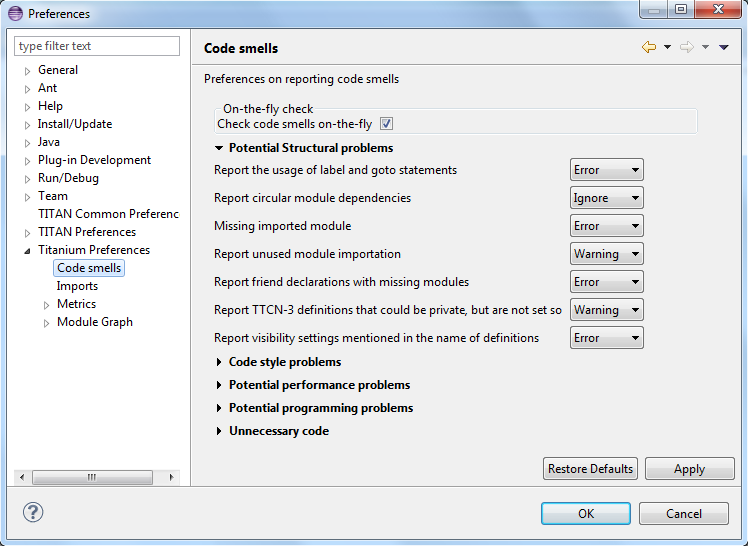 Preferences
type filter text
General
Ant
Help
Install/Update
Java
Plug-in Development
Run/Debug
Team
TITAN Common Preferenc
TITAN Preferences
Titanium Preferences
Code smells
Imports
Metrics
Module Graph
Code smells
Preferences on reporting code smells
On-the-fly check
Check code smells on-the-fly
Potential Structural problems
Report the usage of label and goto statements Error
Report circular module dependencies Ignore
Missing imported module Error
Report unused module importation Warning
Report friend declarations with missing modules Error
Report TTCN-3 definitions that could be private, but are not set so Warning
Report visibility settings mentioned in the name of definitions Error
Code style problems
Potential performance problems
Potential programming problems
Unnecessary code
Restore Defaults Apply
OK Cancel